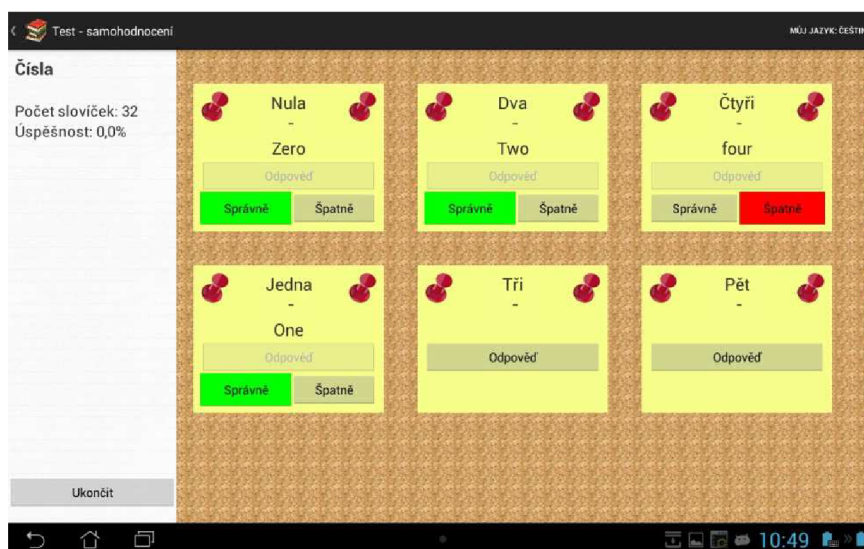 Test - samohodnocení
MŮJ JAZYK: ČEŠTIN
Čísla
Počet slovíček: 32
Úspěšnost: 0,0%
Ukončit
Nula
-
Zero
Odpověď
Správně Špatně
Dva
-
Two
Odpověď
Správně Špatně
Čtyři
-
four
Odpověď
Správně Špatně
Jedna
-
One
Odpověď
Správně Špatně
Tři
-
Odpověď
Pět
-
Odpověď
10:49